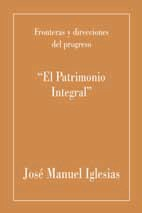 Fronteras y direcciones
del progreso
“El Patrimonio
Integral”
José Manuel Iglesias